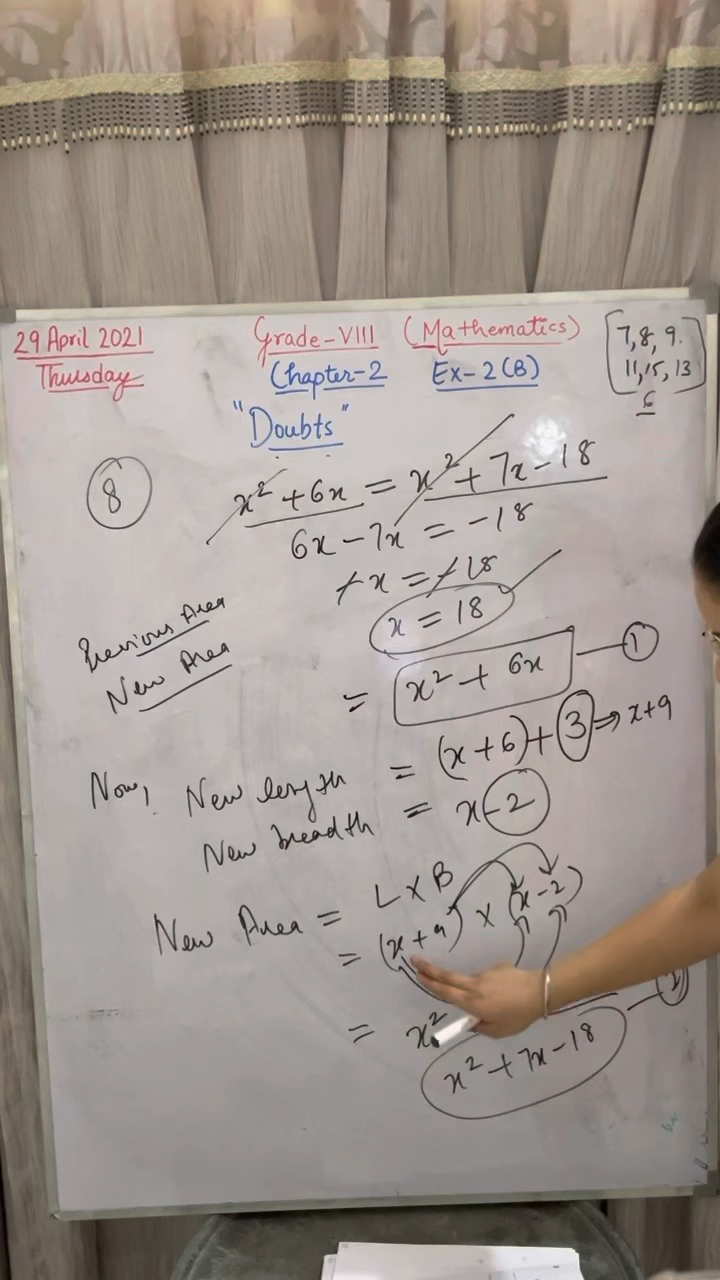 29 April 2021
Thursday
Grade-VIII (Mathematics)
Chapter-2 Ex-2(B)
"Doubts"
7, 8, 9.
11, 15, 13
6
8
x² + 6x = x² + 7x - 18
6x - 7x = -18
-x = -18
x = 18
Previous Area
New Area
= x² + 6x — 1
Now, New length = (x+6) + 3 ⇒ x+9
New breadth = x - 2
New Area = L × B
= (x+9) × (x-2)
= x²
x² + 7x - 18 — 2